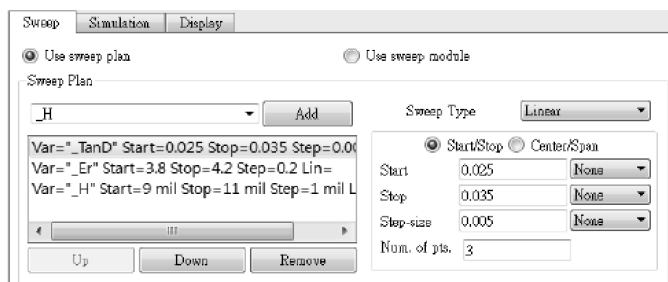 Sweep Simulation Display
Use sweep plan Use sweep module
Sweep Plan
_H Add
Var="_TanD" Start=0.025 Stop=0.035 Step=0.00
Var="_Er" Start=3.8 Stop=4.2 Step=0.2 Lin=
Var="_H" Start=9 mil Stop=11 mil Step=1 mil L
Up Down Remove
Sweep Type Linear
Start/Stop Center/Span
Start 0.025 None
Stop 0.035 None
Step-size 0.005 None
Num. of pts. 3